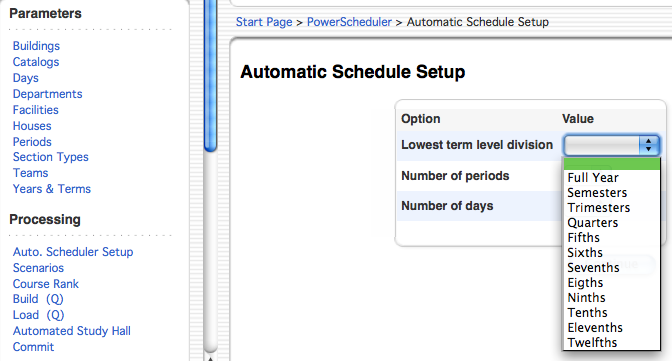 Parameters
Buildings
Catalogs
Days
Departments
Facilities
Houses
Periods
Section Types
Teams
Years & Terms
Processing
Auto. Scheduler Setup
Scenarios
Course Rank
Build (Q)
Load (Q)
Automated Study Hall
Commit
Start Page > PowerScheduler > Automatic Schedule Setup
Automatic Schedule Setup
Option Value
Lowest term level division
Number of periods
Number of days
Full Year
Semesters
Trimesters
Quarters
Fifths
Sixths
Sevenths
Eigths
Ninths
Tenths
Elevenths
Twelfths